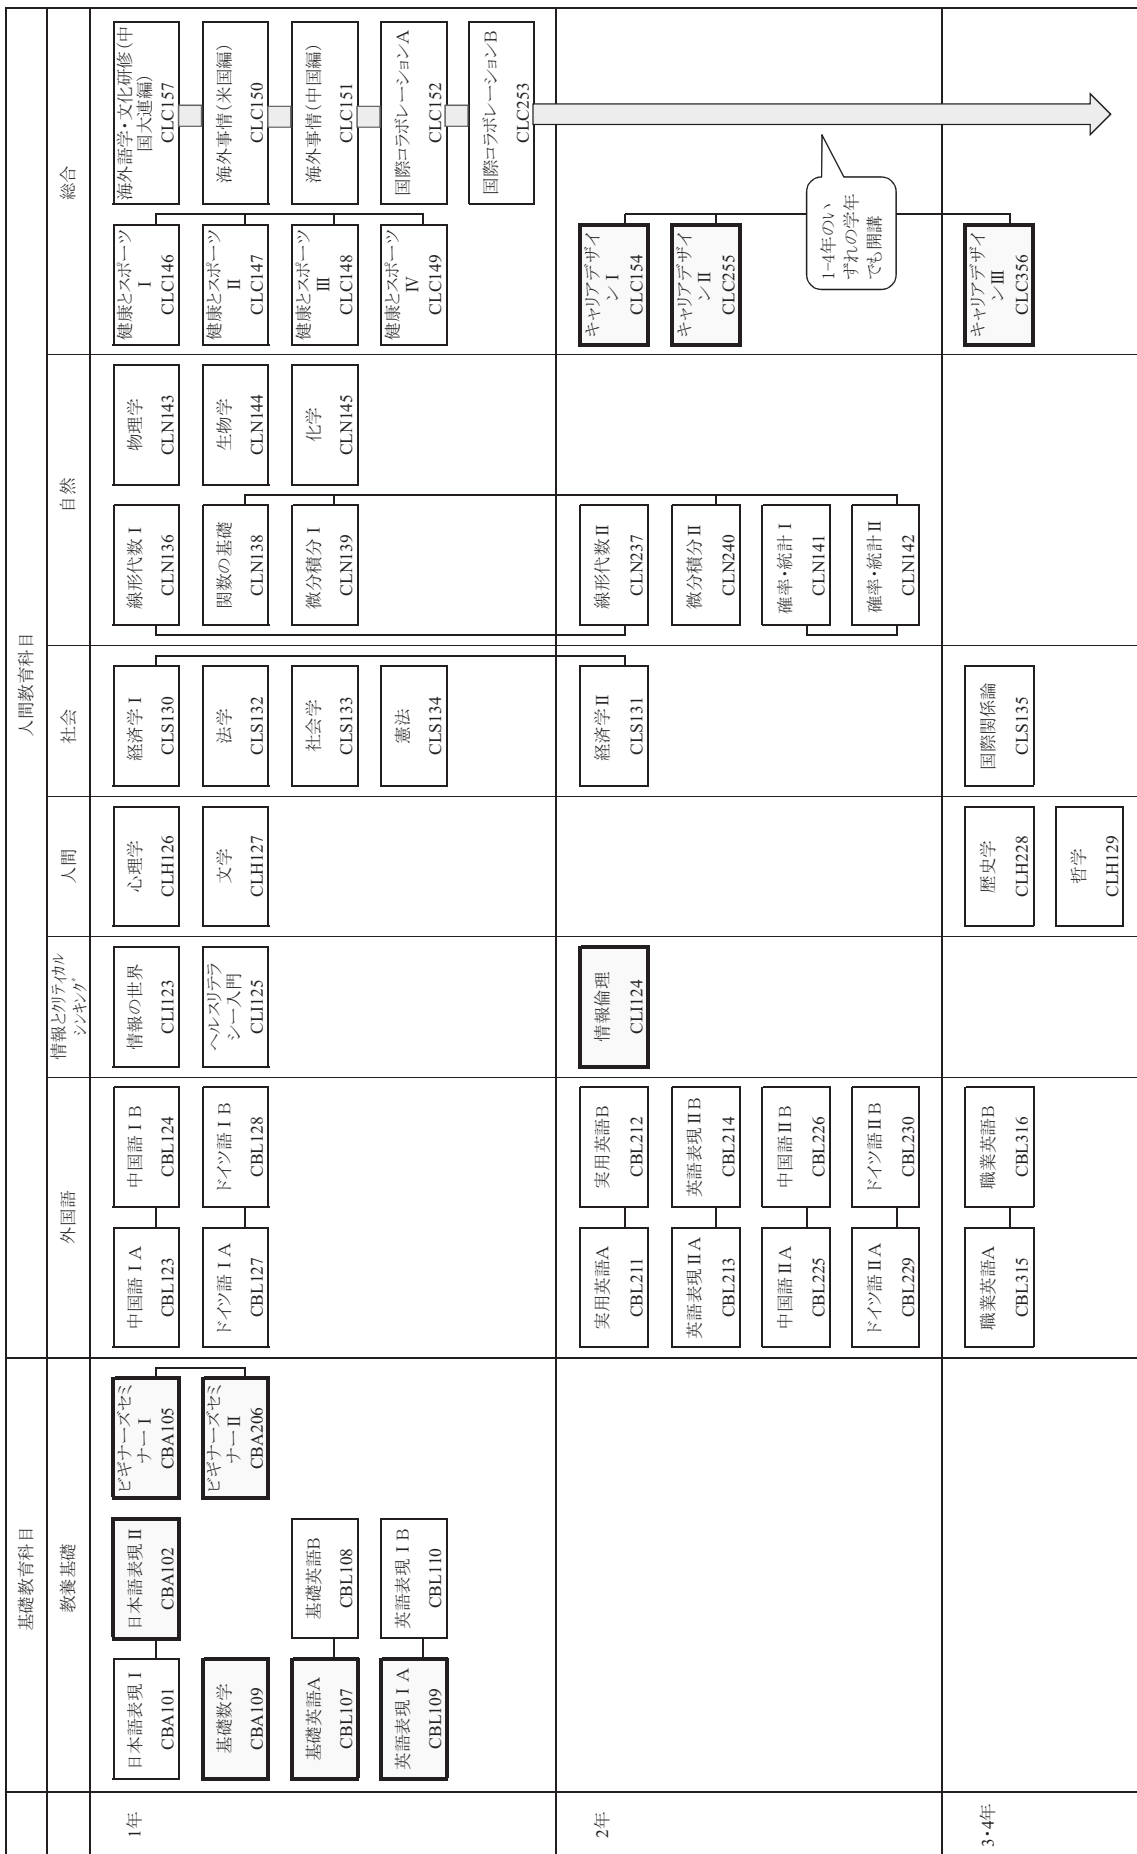 基礎教育科目
人間教育科目
教養基礎
外国語
情報とクリティカル
シンキング
人間
社会
自然
総合
1年
日本語表現Ⅰ
CBA101
日本語表現Ⅱ
CBA102
ビギナーズセミ
ナーⅠ
CBA105
中国語ⅠA
CBL123
中国語ⅠB
CBL124
情報の世界
CLI123
心理学
CLH126
経済学Ⅰ
CLS130
線形代数Ⅰ
CLN136
物理学
CLN143
健康とスポーツ
Ⅰ
CLC146
海外語学・文化研修(中
国大連編)
CLC157
基礎数学
CBA109
ビギナーズセミ
ナーⅡ
CBA206
ドイツ語ⅠA
CBL127
ドイツ語ⅠB
CBL128
ヘルスリテラ
シー入門
CLI125
文学
CLH127
法学
CLS132
関数の基礎
CLN138
生物学
CLN144
健康とスポーツ
Ⅱ
CLC147
海外事情(米国編)
CLC150
基礎英語A
CBL107
基礎英語B
CBL108
社会学
CLS133
微分積分Ⅰ
CLN139
化学
CLN145
健康とスポーツ
Ⅲ
CLC148
海外事情(中国編)
CLC151
英語表現ⅠA
CBL109
英語表現ⅠB
CBL110
憲法
CLS134
健康とスポーツ
Ⅳ
CLC149
国際コラボレーションA
CLC152
国際コラボレーションB
CLC253
2年
実用英語A
CBL211
実用英語B
CBL212
情報倫理
CLI124
経済学Ⅱ
CLS131
線形代数Ⅱ
CLN237
キャリアデザイ
ンⅠ
CLC154
英語表現ⅡA
CBL213
英語表現ⅡB
CBL214
微分積分Ⅱ
CLN240
キャリアデザイ
ンⅡ
CLC255
中国語ⅡA
CBL225
中国語ⅡB
CBL226
確率・統計Ⅰ
CLN141
1-4年のい
ずれの学年
でも開講
ドイツ語ⅡA
CBL229
ドイツ語ⅡB
CBL230
確率・統計Ⅱ
CLN142
3・4年
職業英語A
CBL315
職業英語B
CBL316
歴史学
CLH228
国際関係論
CLS135
キャリアデザイ
ンⅢ
CLC356
哲学
CLH129